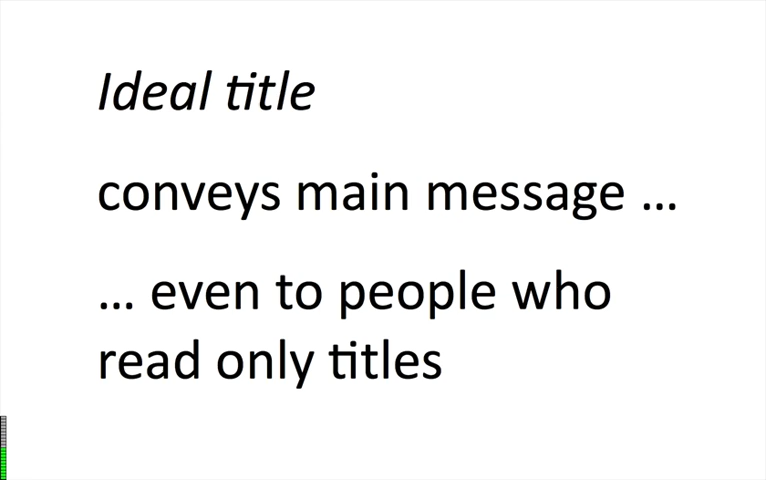 Ideal title
conveys main message …
… even to people who
read only titles